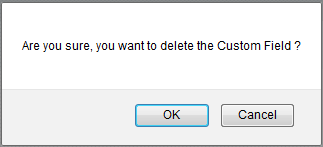 Are you sure, you want to delete the Custom Field ?
OK
Cancel